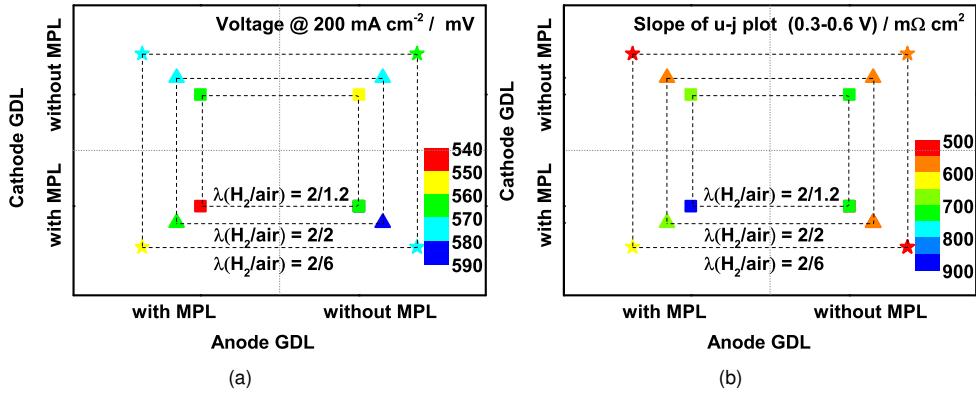 Voltage @ 200 mA cm⁻² / mV
Cathode GDL
without MPL
with MPL
540
550
560
570
580
590
λ(H₂/air) = 2/1.2
λ(H₂/air) = 2/2
λ(H₂/air) = 2/6
with MPL
without MPL
Anode GDL
(a)
Slope of u-j plot (0.3-0.6 V) / mΩ cm²
Cathode GDL
without MPL
with MPL
500
600
700
800
900
λ(H₂/air) = 2/1.2
λ(H₂/air) = 2/2
λ(H₂/air) = 2/6
with MPL
without MPL
Anode GDL
(b)